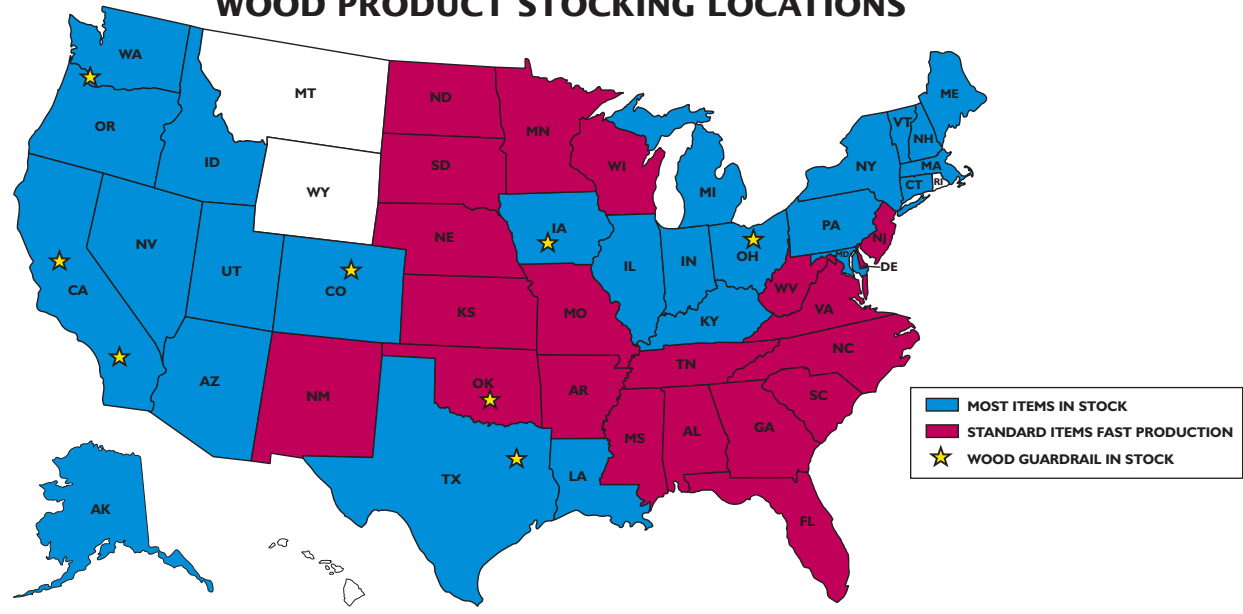 WOOD PRODUCT STOCKING LOCATIONS
WA
MT
ND
MN
OR
ID
SD
WI
WY
ME
VT
NH
NY
MA
CT
RI
MI
NE
IA
PA
NJ
NV
UT
CO
CA
IL
IN
OH
MD
DE
WV
VA
KS
MO
KY
NC
TN
AZ
NM
OK
AR
SC
MS
AL
GA
TX
LA
FL
AK
MOST ITEMS IN STOCK
STANDARD ITEMS FAST PRODUCTION
WOOD GUARDRAIL IN STOCK